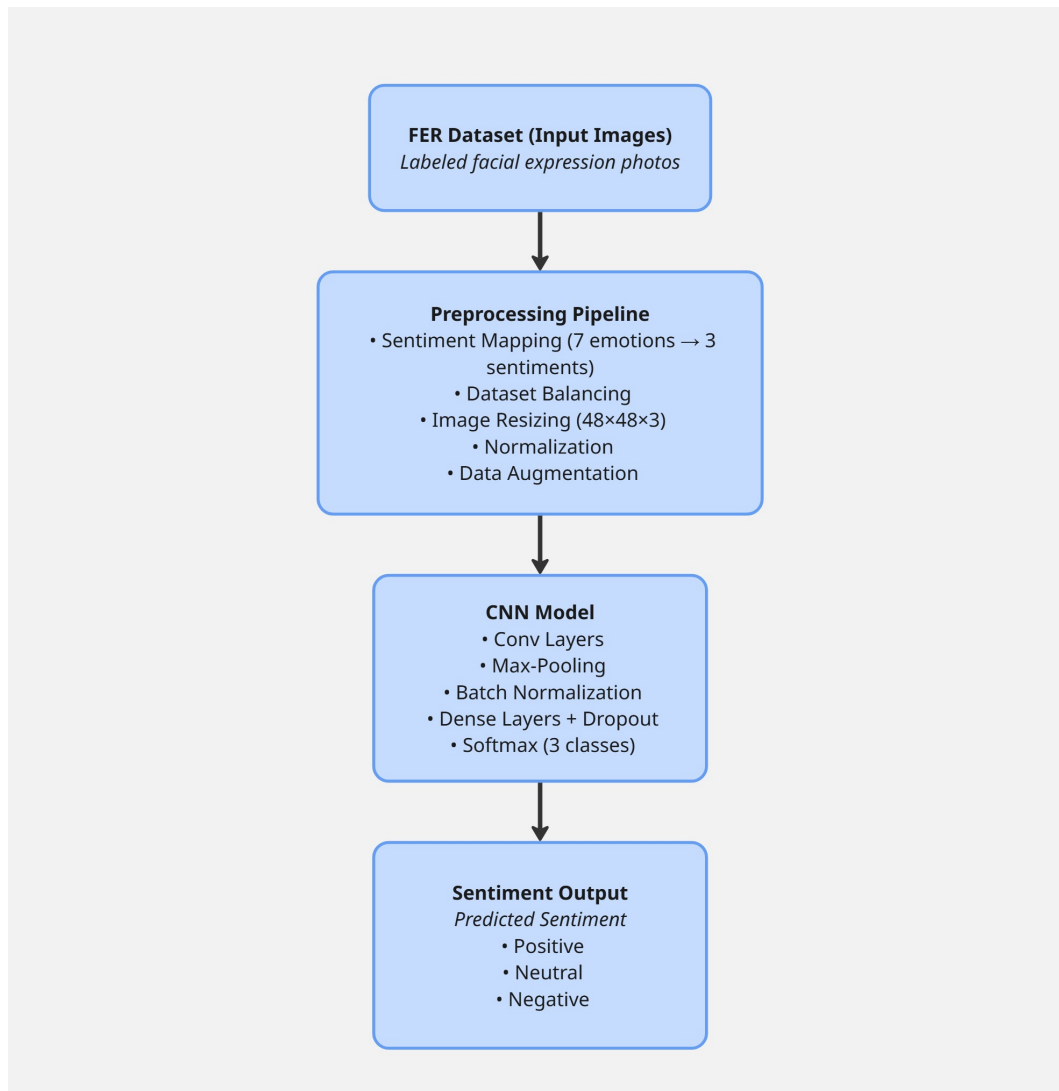 FER Dataset (Input Images)
Labeled facial expression photos
Preprocessing Pipeline
• Sentiment Mapping (7 emotions → 3
sentiments)
• Dataset Balancing
• Image Resizing (48×48×3)
• Normalization
• Data Augmentation
CNN Model
• Conv Layers
• Max-Pooling
• Batch Normalization
• Dense Layers + Dropout
• Softmax (3 classes)
Sentiment Output
Predicted Sentiment
• Positive
• Neutral
• Negative